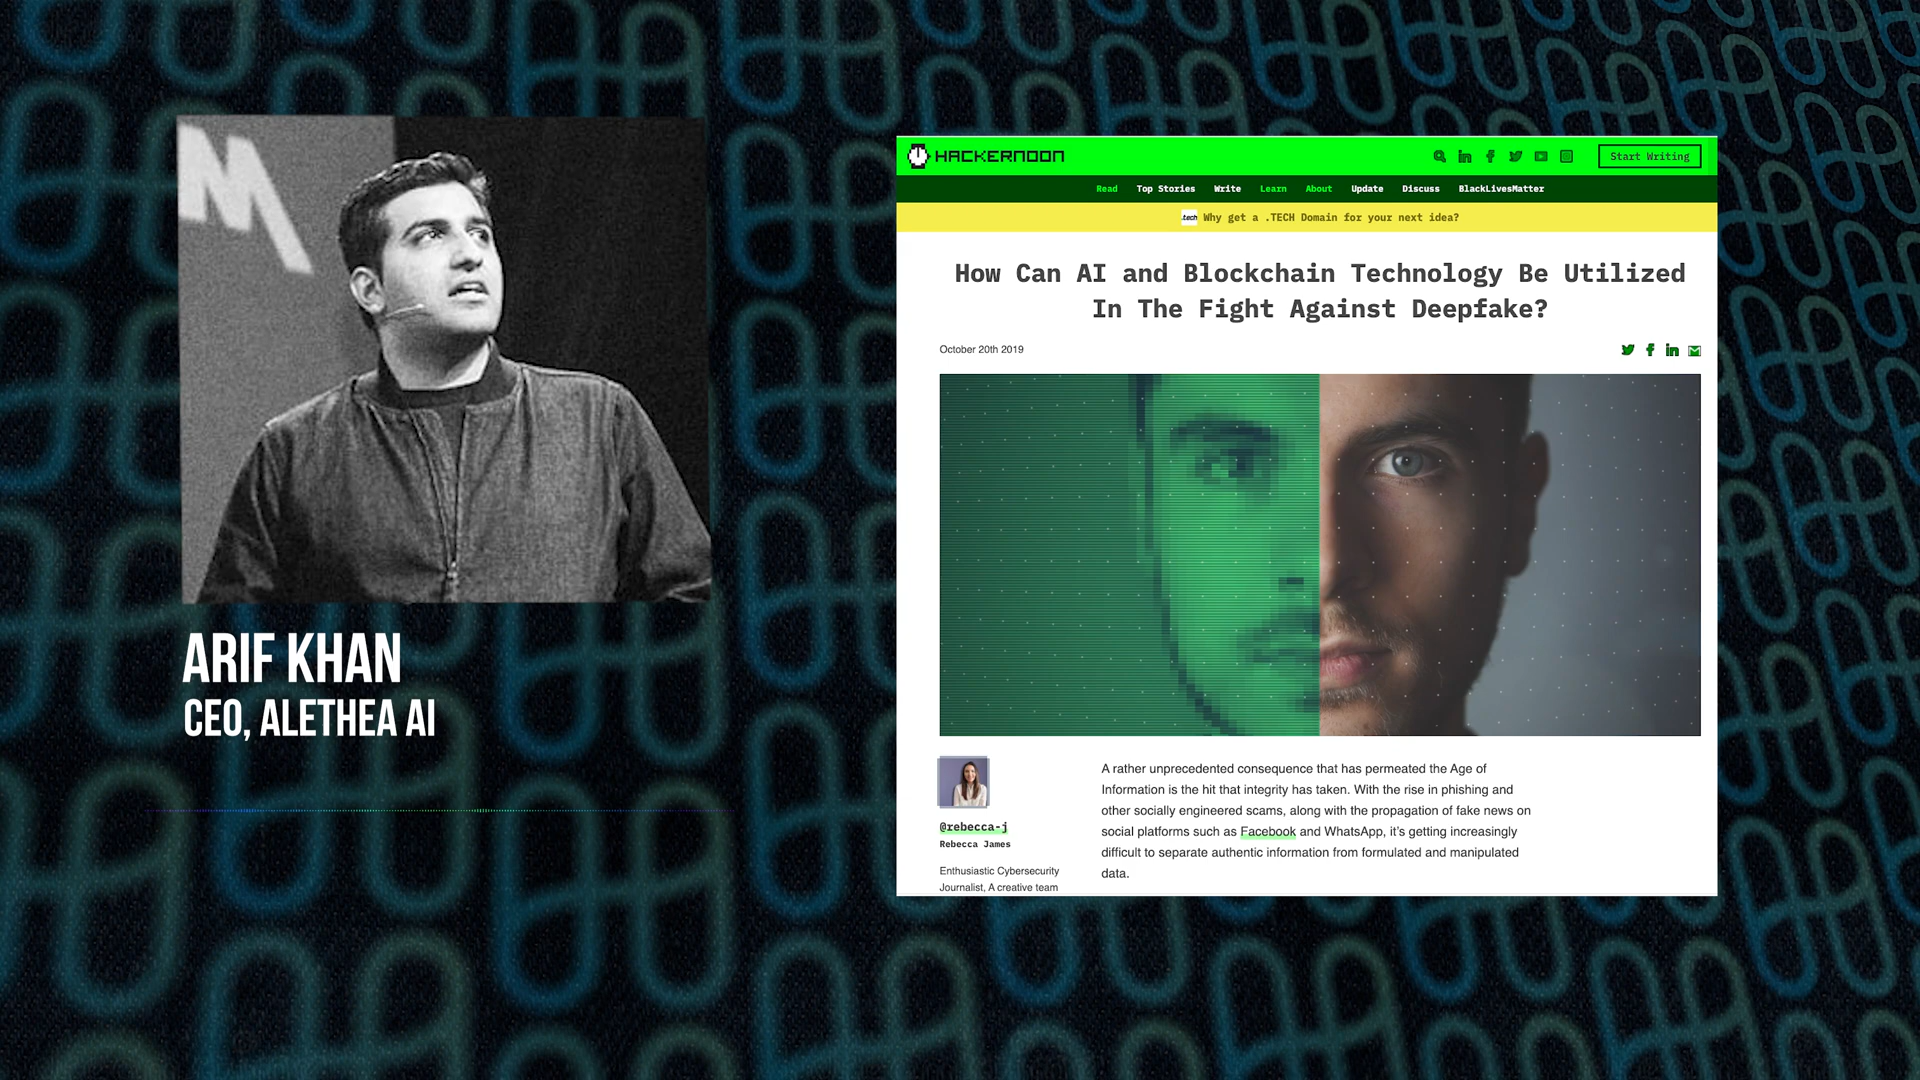 ARIF KHAN
CEO, ALETHEA AI
HACKERNOON
Start Writing
Read Top Stories Write Learn About Update Discuss BlackLivesMatter
.tech Why get a .TECH Domain for your next idea?
How Can AI and Blockchain Technology Be Utilized
In The Fight Against Deepfake?
October 20th 2019
@rebecca-j
Rebecca James
Enthusiastic Cybersecurity
Journalist, A creative team
A rather unprecedented consequence that has permeated the Age of
Information is the hit that integrity has taken. With the rise in phishing and
other socially engineered scams, along with the propagation of fake news on
social platforms such as Facebook and WhatsApp, it's getting increasingly
difficult to separate authentic information from formulated and manipulated
data.